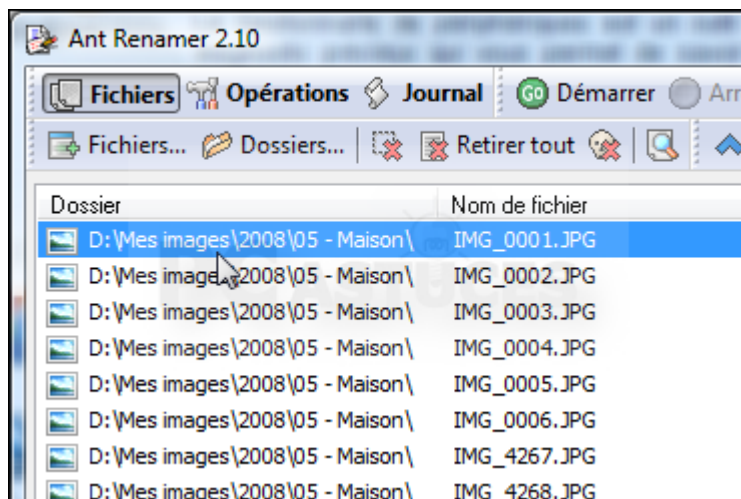 Ant Renamer 2.10
Fichiers Opérations Journal Démarrer Arr
Fichiers... Dossiers... Retirer tout
Dossier Nom de fichier
D:\Mes images\2008\05 - Maison\ IMG_0001.JPG
D:\Mes images\2008\05 - Maison\ IMG_0002.JPG
D:\Mes images\2008\05 - Maison\ IMG_0003.JPG
D:\Mes images\2008\05 - Maison\ IMG_0004.JPG
D:\Mes images\2008\05 - Maison\ IMG_0005.JPG
D:\Mes images\2008\05 - Maison\ IMG_0006.JPG
D:\Mes images\2008\05 - Maison\ IMG_4267.JPG
D:\Mes images\2008\05 - Maison\ IMG_4268.JPG